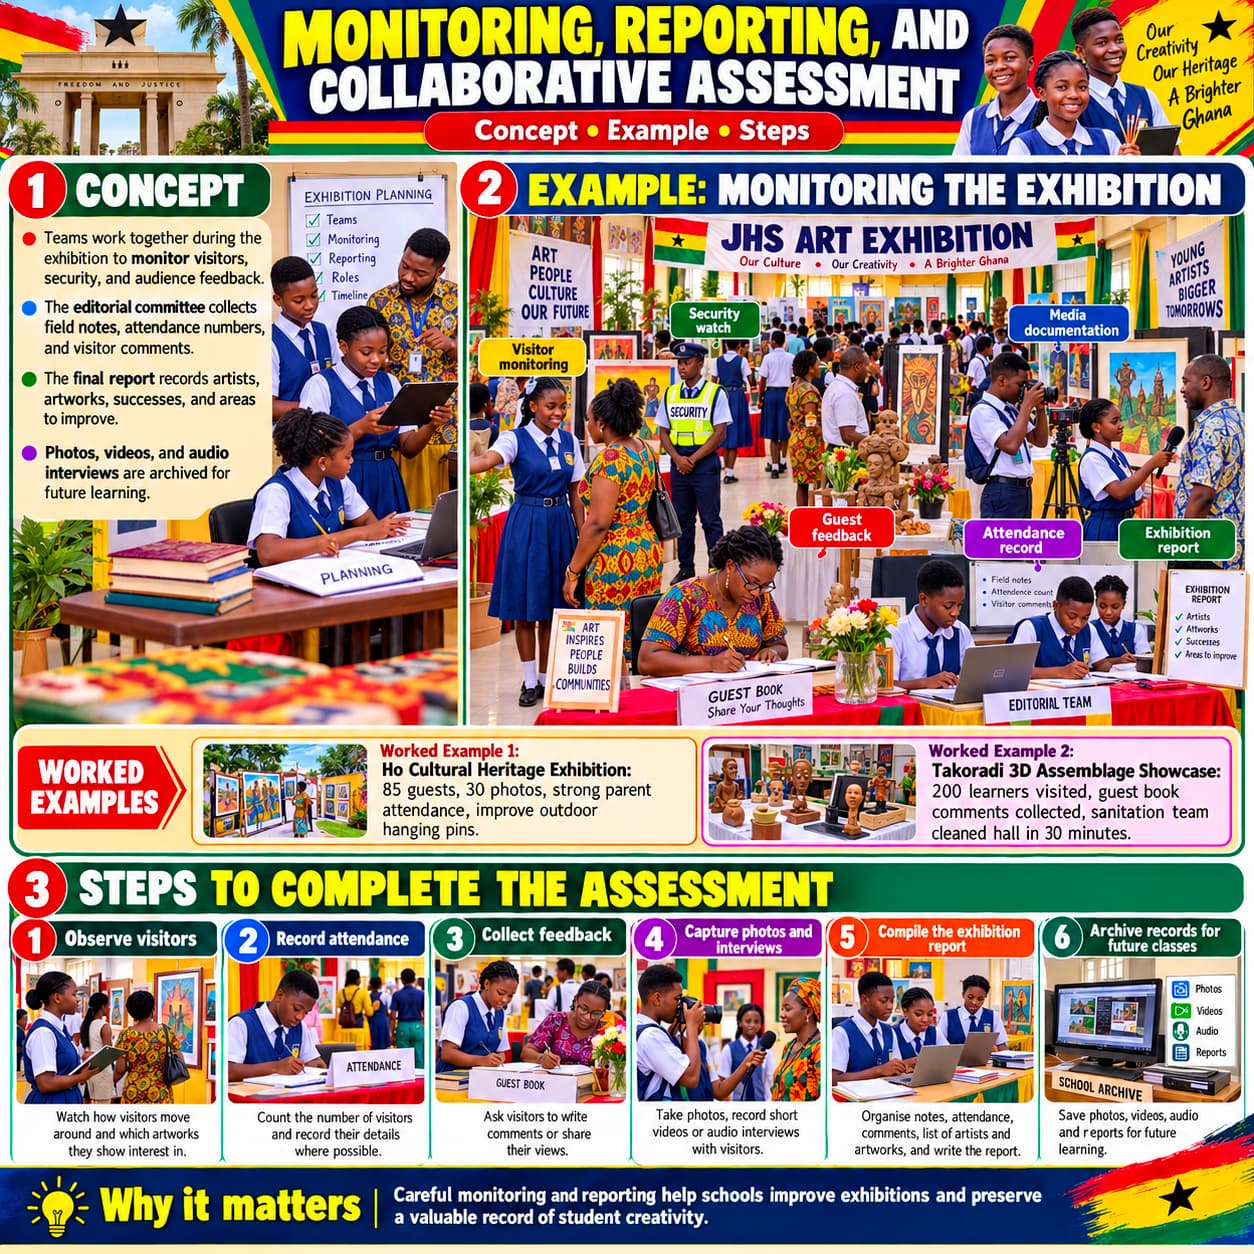 FREEDOM AND JUSTICE
MONITORING, REPORTING, AND
COLLABORATIVE ASSESSMENT
Concept • Example • Steps
Our
Creativity
Our Heritage
A Brighter
Ghana
1 CONCEPT
Teams work together during the
exhibition to monitor visitors,
security, and audience feedback.
The editorial committee collects
field notes, attendance numbers,
and visitor comments.
The final report records artists,
artworks, successes, and areas
to improve.
Photos, videos, and audio
interviews are archived for
future learning.
EXHIBITION PLANNING
Teams
Monitoring
Reporting
Roles
Timeline
PLANNING
2 EXAMPLE: MONITORING THE EXHIBITION
JHS ART EXHIBITION
Our Culture • Our Creativity • A Brighter Ghana
ART
PEOPLE
CULTURE
OUR FUTURE
YOUNG
ARTISTS
BIGGER
TOMORROWS
Visitor
monitoring
Security
watch
Media
documentation
SECURITY
Guest
feedback
Attendance
record
Exhibition
report
• Field notes
• Attendence count
• Visitor comments
EXHIBITION
REPORT
✓ Artists
✓ Attworks
✓ Successes
✓ Areas to improve
ART
INSPIRES
PEOPLE
BUILDS
COMMUNITIES
GUEST BOOK
Share Your Thoughts
EDITORIAL TEAM
WORKED
EXAMPLES
Worked Example 1:
Ho Cultural Heritage Exhibition:
85 guests, 30 photos, strong parent
attendance, improve outdoor
hanging pins.
Worked Example 2:
Takoradi 3D Assemblage Showcase:
200 learners visited, guest book
comments collected, sanitation team
cleaned hall in 30 minutes.
3 STEPS TO COMPLETE THE ASSESSMENT
1 Observe visitors
Watch how visitors move
around and which artworks
they show interest in.
2 Record attendance
ATTENDANCE
Count the number of visitors
and record their details
where possible.
3 Collect feedback
GUEST BOOK
Ask visitors to write
comments or share
their views.
4 Capture photos and
interviews
Take photos, record short
videos or audio interviews
with visitors.
5 Compile the exhibition
report
Organise notes, attendance,
comments, list of artists and
artworks, and write the report.
6 Archive records for
future classes
Photos
Videos
Audio
Reports
SCHOOL ARCHIVE
Save photos, videos, audio
and reports for future
learning.
Why it matters
Careful monitoring and reporting help schools improve exhibitions and preserve
a valuable record of student creativity.